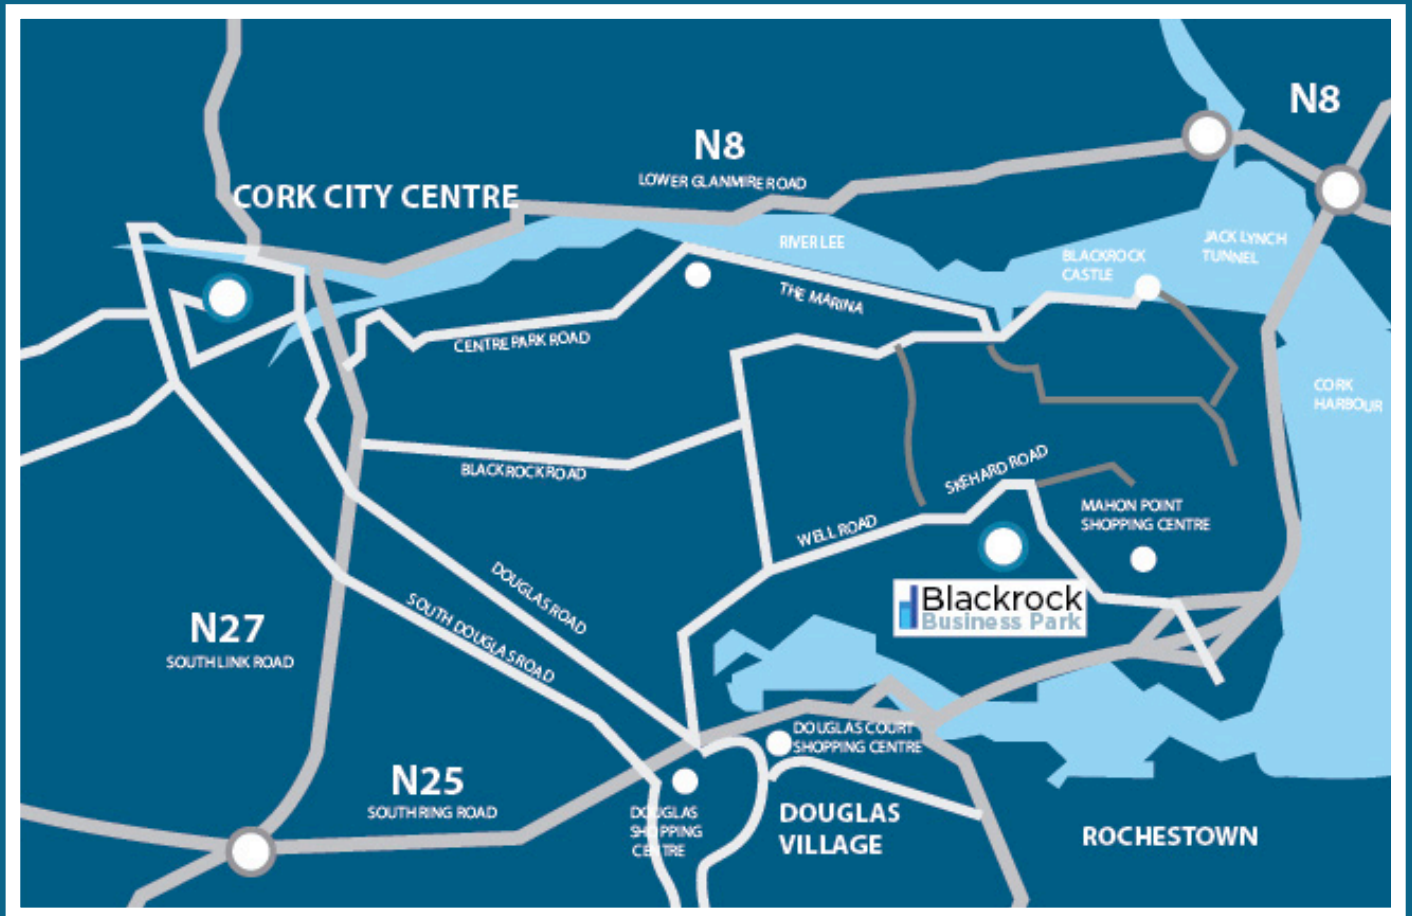 N8
N8
LOWER GLANMIRE ROAD
CORK CITY CENTRE
RIVER LEE
JACK LYNCH
TUNNEL
BLACKROCK
CASTLE
THE MARINA
CENTRE PARK ROAD
CORK
HARBOUR
BLACKROCK ROAD
SKEHARD ROAD
MAHON POINT
SHOPPING CENTRE
WELL ROAD
DOUGLAS ROAD
SOUTH DOUGLAS ROAD
Blackrock
Business Park
N27
SOUTH LINK ROAD
DOUGLAS COURT
SHOPPING CENTRE
N25
SOUTH RING ROAD
DOUGLAS
SHOPPING
CENTRE
DOUGLAS
VILLAGE
ROCHESTOWN